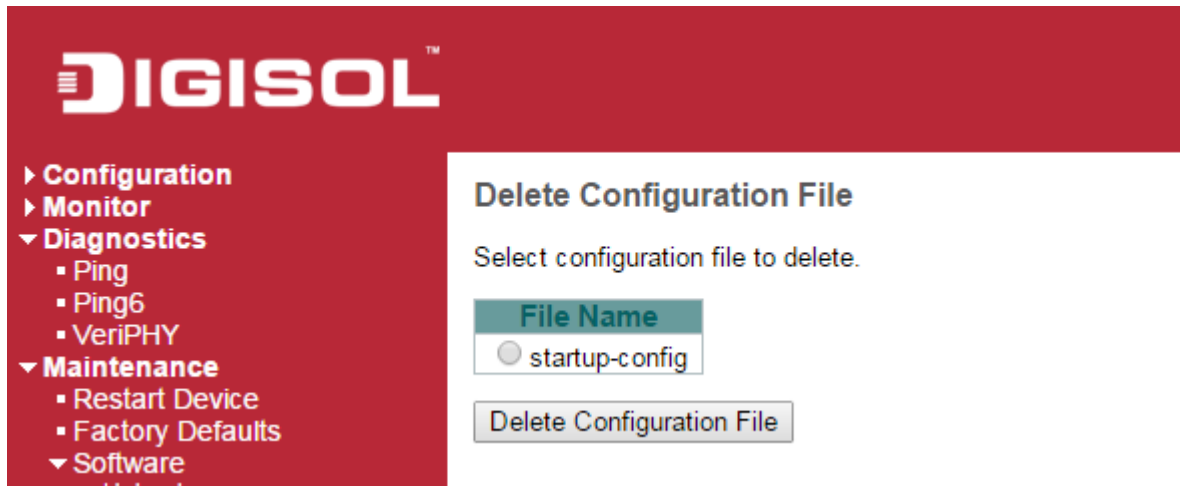 DIGISOL™
Configuration
Monitor
Diagnostics
Ping
Ping6
VeriPHY
Maintenance
Restart Device
Factory Defaults
Software
Delete Configuration File
Select configuration file to delete.
File Name
startup-config
Delete Configuration File